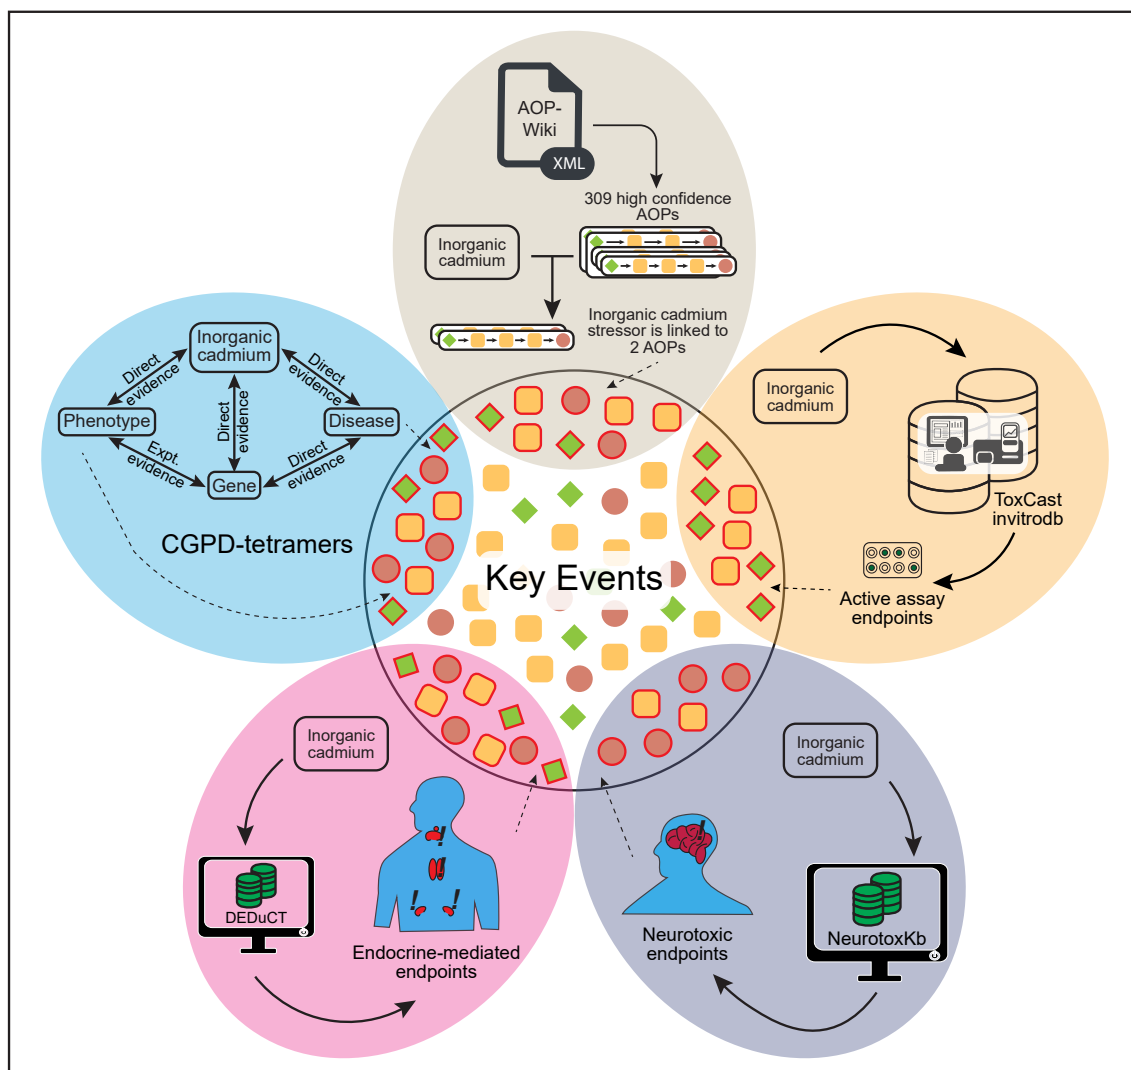 AOP-
Wiki
XML
309 high confidence
AOPs
Inorganic
cadmium
Inorganic cadmium
stressor is linked to
2 AOPs
Inorganic
cadmium
Direct
evidence
Direct
evidence
Direct
evidence
Phenotype
Disease
Expt.
evidence
Direct
evidence
Gene
CGPD-tetramers
Inorganic
cadmium
ToxCast
invitrodb
Active assay
endpoints
Key Events
Inorganic
cadmium
DEDuCT
Endocrine-mediated
endpoints
Inorganic
cadmium
Neurotoxic
endpoints
NeurotoxKb